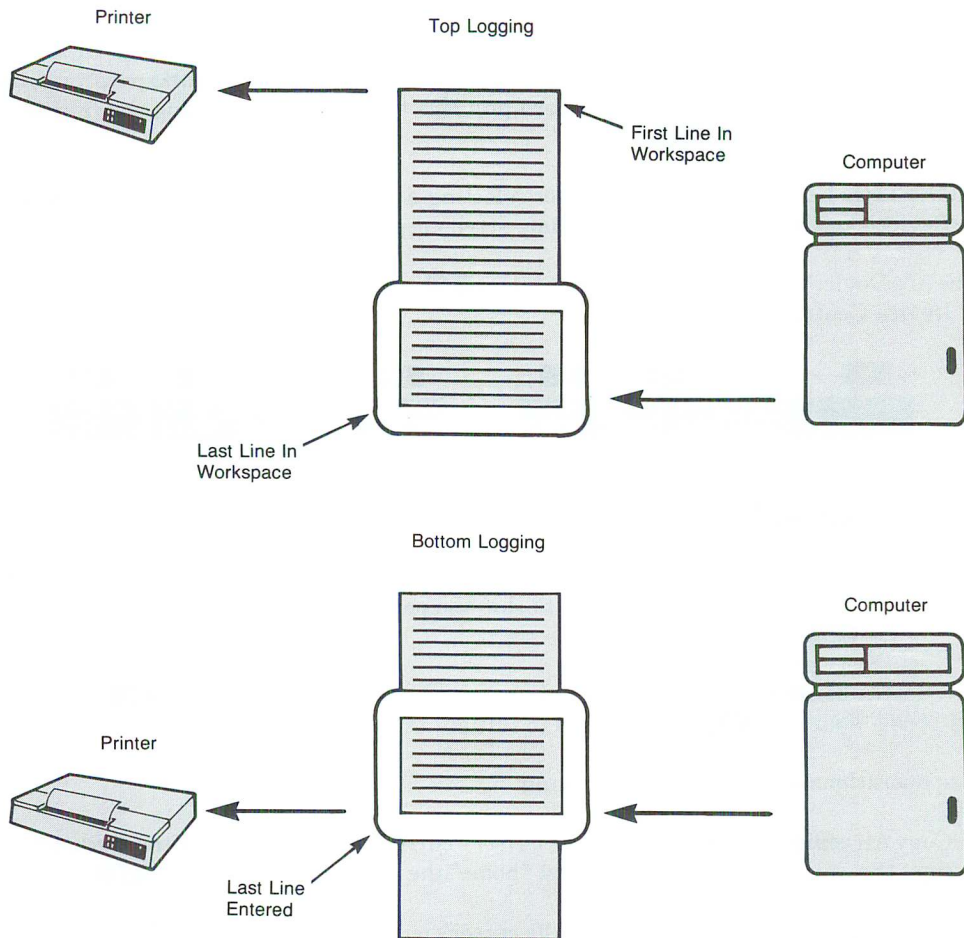 Printer
Top Logging
First Line In
Workspace
Computer
Last Line In
Workspace
Bottom Logging
Computer
Printer
Last Line
Entered